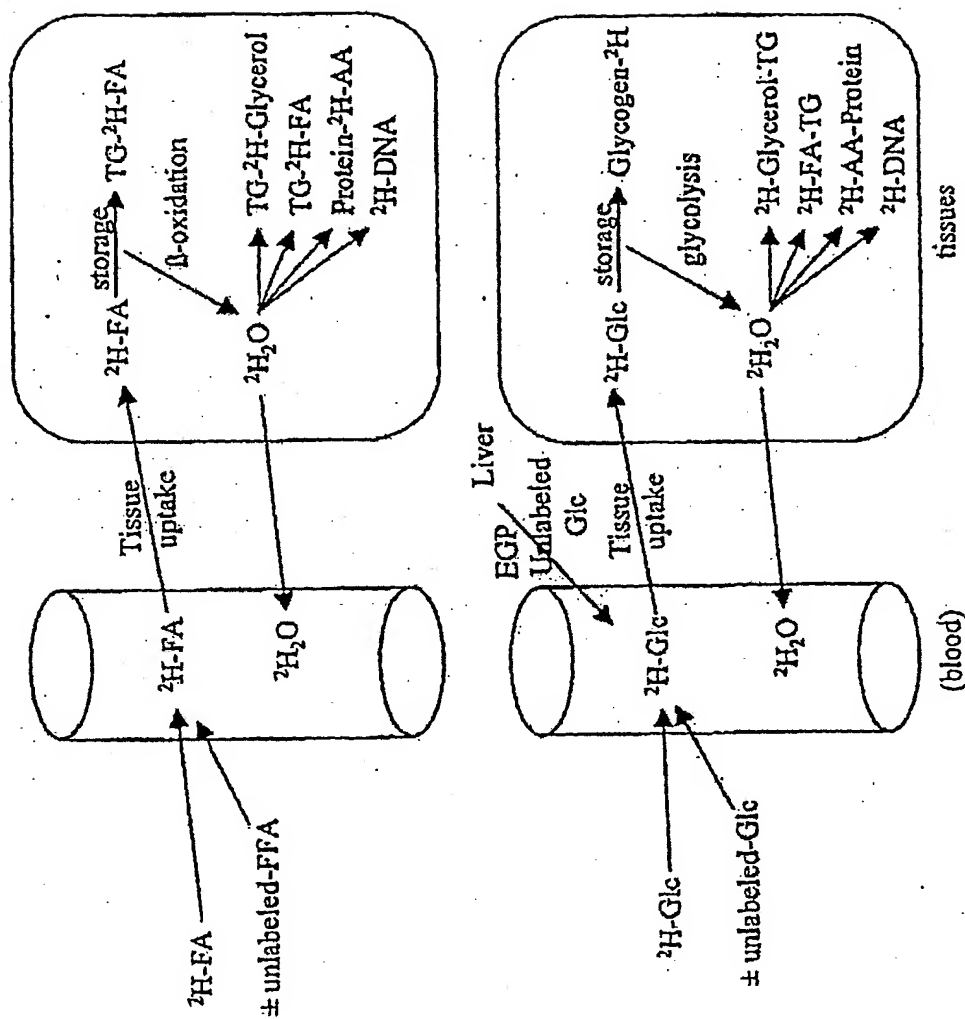 ²H-FA
± unlabeled-FFA
²H-FA
²H₂O
Tissue
uptake
²H-FA
storage
TG-²H-FA
ß-oxidation
²H₂O
TG-²H-Glycerol
TG-²H-FA
Protein-²H-AA
²H-DNA
²H-Glc
± unlabeled-Glc
EGP
Liver
Unlabeled
Glc
²H-Glc
²H₂O
Tissue
uptake
²H-Glc
storage
Glycogen-²H
glycolysis
²H₂O
²H-Glycerol-TG
²H-FA-TG
²H-AA-Protein
²H-DNA
(blood)
tissues